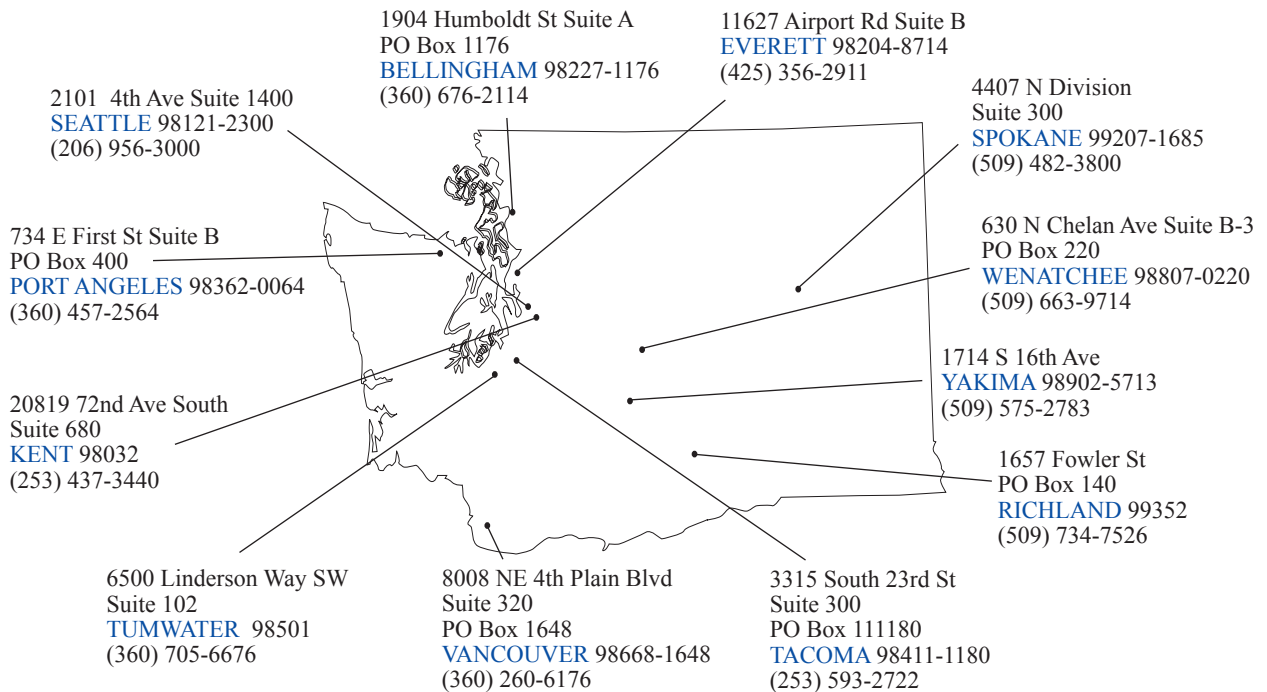 1904 Humboldt St Suite A
PO Box 1176
BELLINGHAM 98227-1176
(360) 676-2114
11627 Airport Rd Suite B
EVERETT 98204-8714
(425) 356-2911
2101 4th Ave Suite 1400
SEATTLE 98121-2300
(206) 956-3000
4407 N Division
Suite 300
SPOKANE 99207-1685
(509) 482-3800
734 E First St Suite B
PO Box 400
PORT ANGELES 98362-0064
(360) 457-2564
630 N Chelan Ave Suite B-3
PO Box 220
WENATCHEE 98807-0220
(509) 663-9714
1714 S 16th Ave
YAKIMA 98902-5713
(509) 575-2783
20819 72nd Ave South
Suite 680
KENT 98032
(253) 437-3440
1657 Fowler St
PO Box 140
RICHLAND 99352
(509) 734-7526
6500 Linderson Way SW
Suite 102
TUMWATER 98501
(360) 705-6676
8008 NE 4th Plain Blvd
Suite 320
PO Box 1648
VANCOUVER 98668-1648
(360) 260-6176
3315 South 23rd St
Suite 300
PO Box 111180
TACOMA 98411-1180
(253) 593-2722